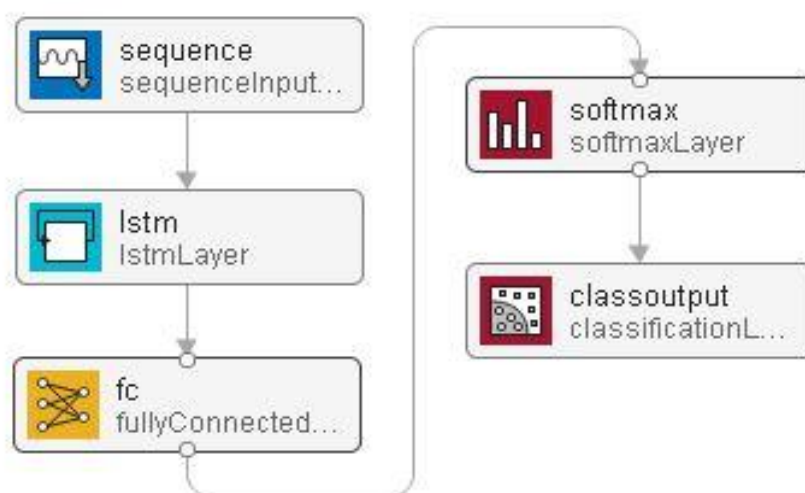 sequence
sequenceInput...
lstm
lstmLayer
fc
fullyConnected...
softmax
softmaxLayer
classoutput
classificationL...